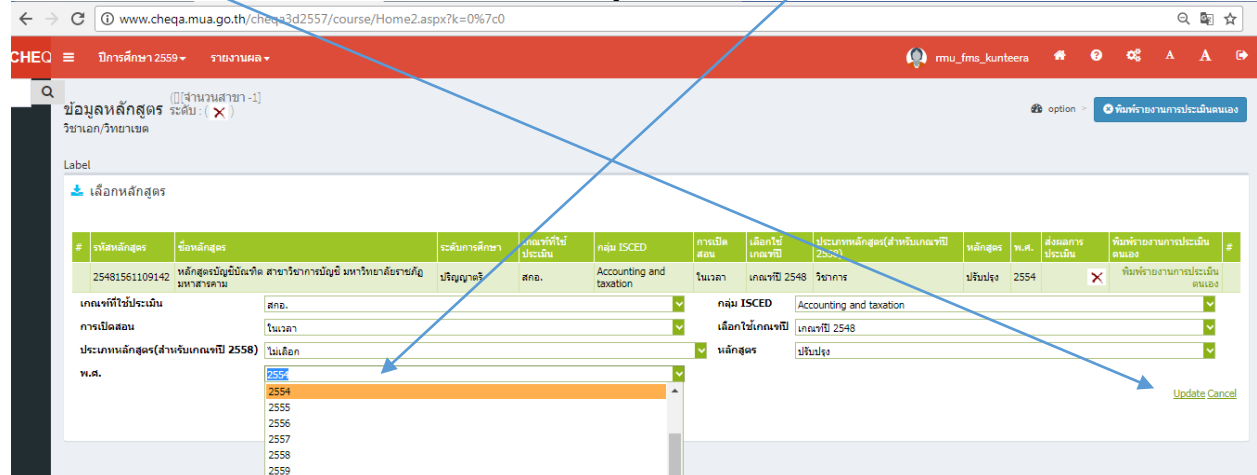 www.cheqa.mua.go.th/cheqa3d2557/course/Home2.aspx?k=0%7c0
CHEQ ปีการศึกษา 2559 รายงานผล rmu_fms_kunteera A A
ข้อมูลหลักสูตร ([][จำนวนสาขา -1] ระดับ : ( )
วิชาเอก/วิทยาเขต
option > พิมพ์รายงานการประเมินตนเอง
Label
เลือกหลักสูตร
# รหัสหลักสูตร ชื่อหลักสูตร ระดับการศึกษา เกณฑ์ที่ใช้ประเมิน กลุ่ม ISCED การเปิดสอน เลือกใช้เกณฑ์ปี ประเภทหลักสูตร(สำหรับเกณฑ์ปี 2558) หลักสูตร พ.ศ. ส่งผลการประเมิน พิมพ์รายงานการประเมินตนเอง #
25481561109142 หลักสูตรบัญชีบัณฑิต สาขาวิชาการบัญชี มหาวิทยาลัยราชภัฏมหาสารคาม ปริญญาตรี สกอ. Accounting and taxation ในเวลา เกณฑ์ปี 2548 วิชาการ ปรับปรุง 2554 พิมพ์รายงานการประเมินตนเอง
เกณฑ์ที่ใช้ประเมิน สกอ. กลุ่ม ISCED Accounting and taxation
การเปิดสอน ในเวลา เลือกใช้เกณฑ์ปี เกณฑ์ปี 2548
ประเภทหลักสูตร(สำหรับเกณฑ์ปี 2558) ไม่เลือก หลักสูตร ปรับปรุง
พ.ศ. 2554
2554
Update Cancel
2555
2556
2557
2558
2559